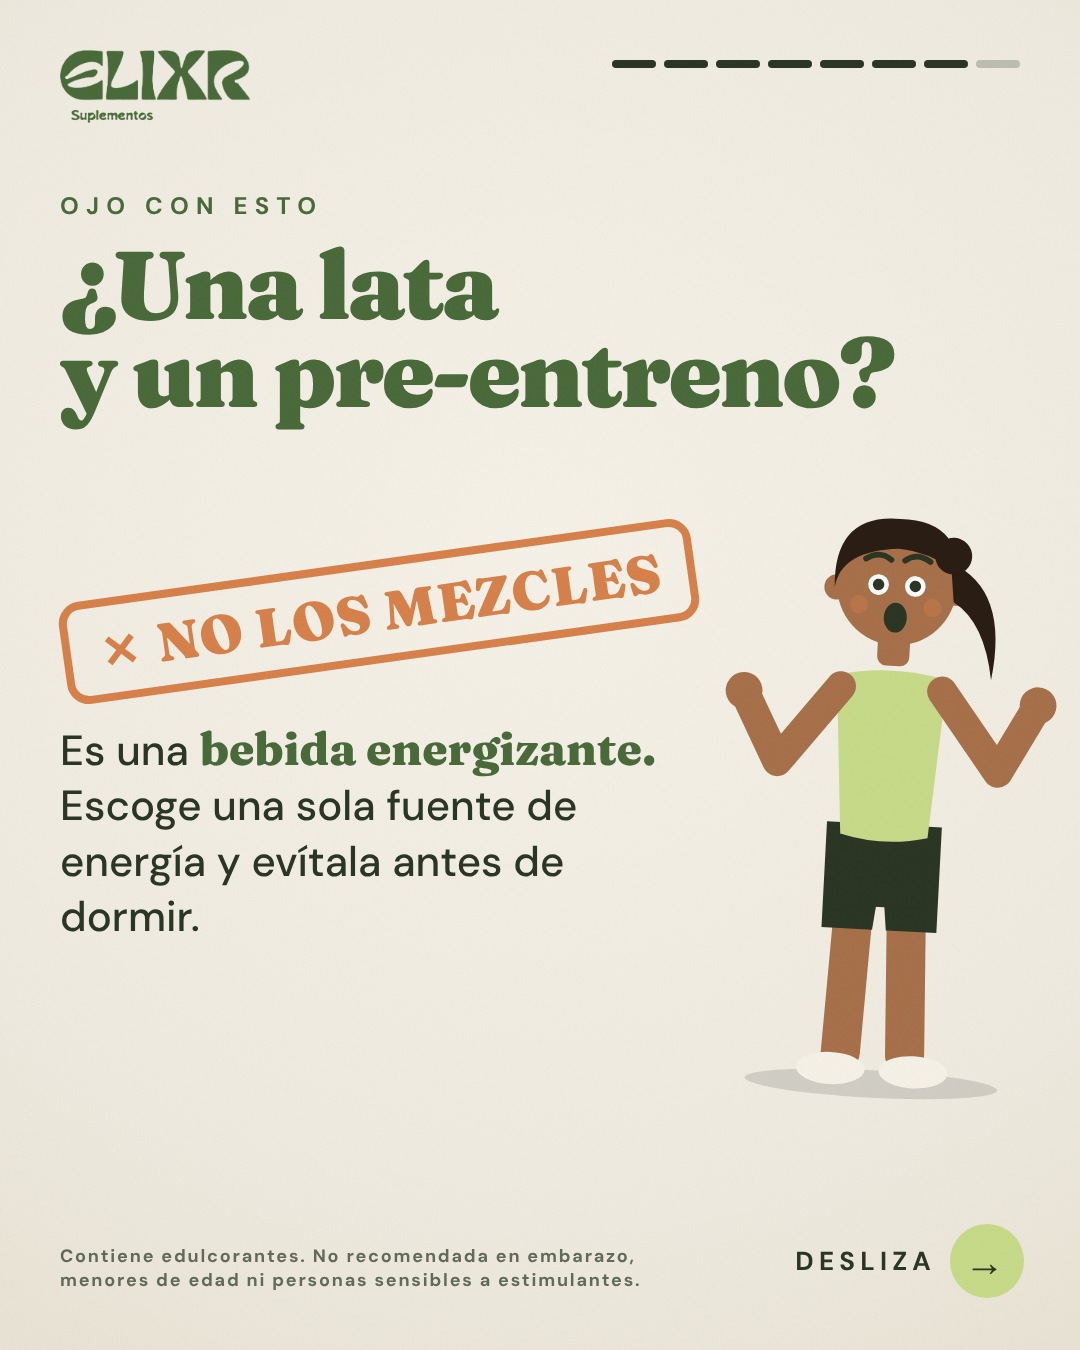 ELIXR
Suplementos
OJO CON ESTO
¿Una lata
y un pre-entreno?
× NO LOS MEZCLES
Es una bebida energizante.
Escoge una sola fuente de
energía y evítala antes de
dormir.
Contiene edulcorantes. No recomendada en embarazo,
menores de edad ni personas sensibles a estimulantes.
DESLIZA →